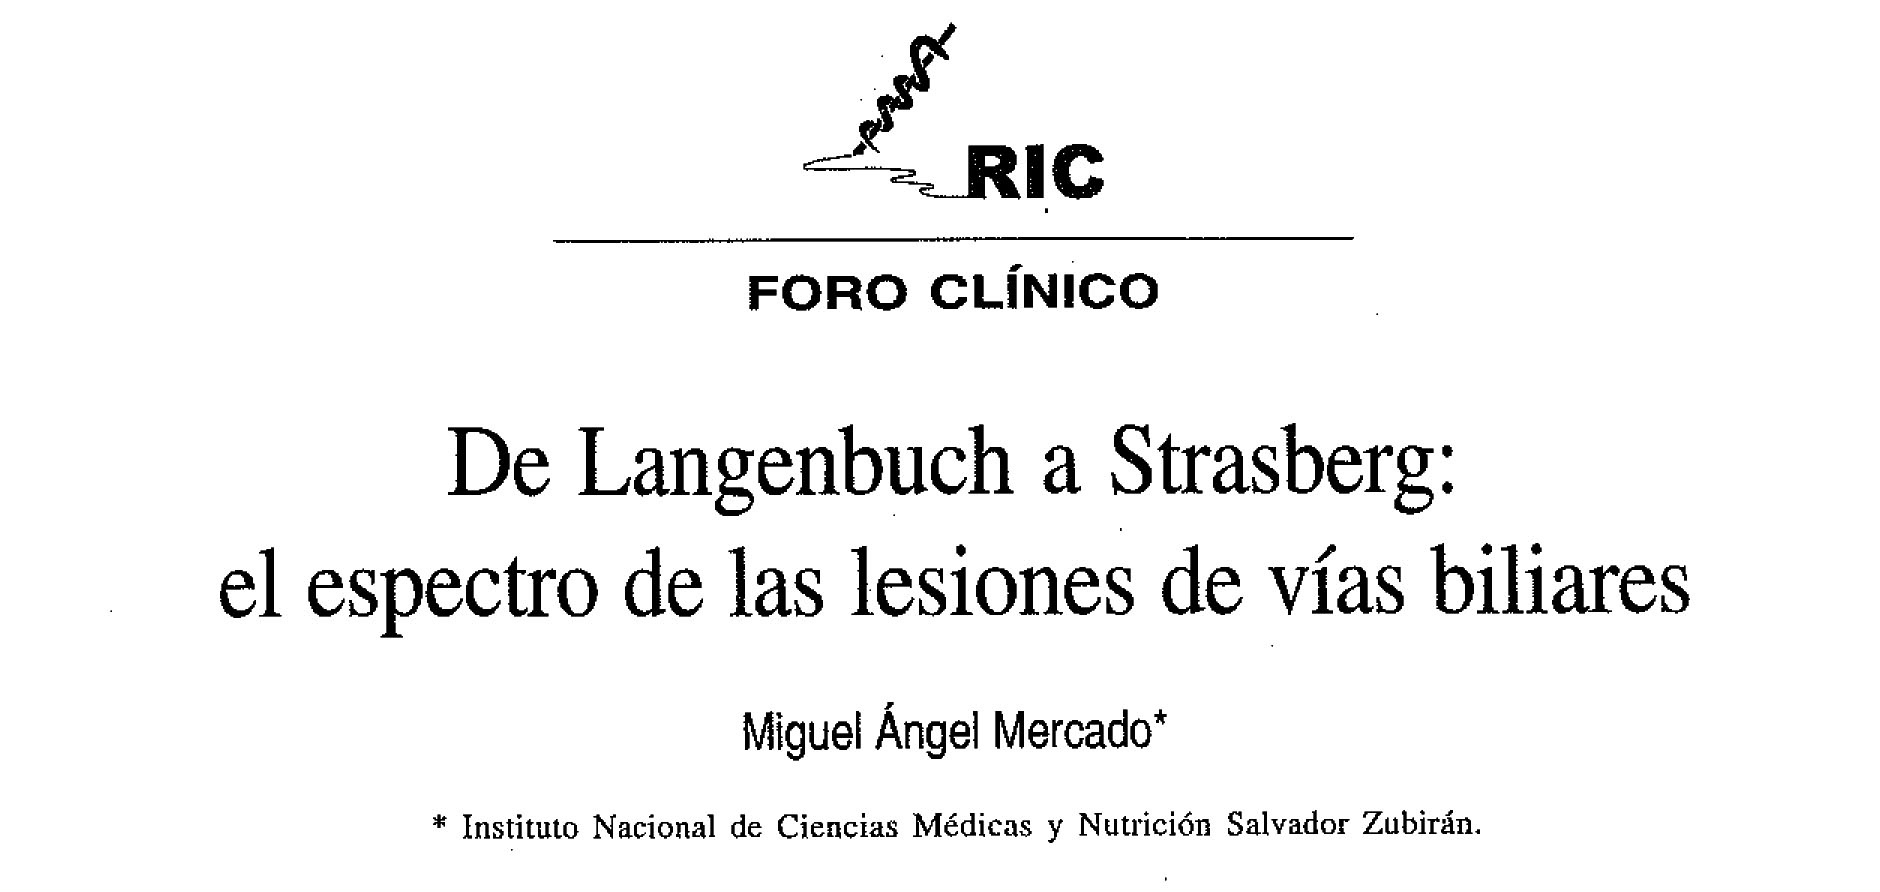 RIC
FORO CLÍNICO
De Langenbuch a Strasberg:
el espectro de las lesiones de vías biliares
Miguel Ángel Mercado*
* Instituto Nacional de Ciencias Médicas y Nutrición Salvador Zubirán.